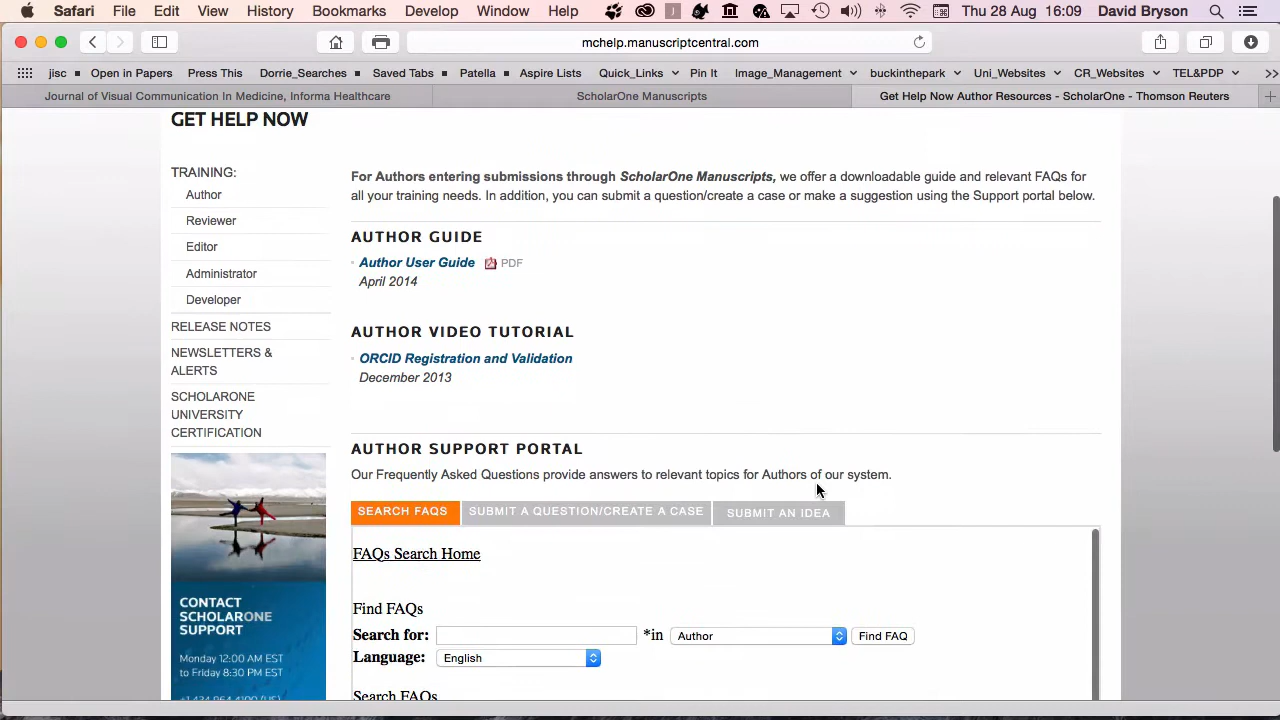 Safari File Edit View History Bookmarks Develop Window Help Thu 28 Aug 16:09 David Bryson
mchelp.manuscriptcentral.com
jisc Open in Papers Press This Dorrie_Searches Saved Tabs Patella Aspire Lists Quick_Links Pin It Image_Management buckinthepark Uni_Websites CR_Websites TEL&PDP
Journal of Visual Communication In Medicine, Informa Healthcare ScholarOne Manuscripts Get Help Now Author Resources - ScholarOne - Thomson Reuters
GET HELP NOW
TRAINING:
Author
Reviewer
Editor
Administrator
Developer
RELEASE NOTES
NEWSLETTERS &
ALERTS
SCHOLARONE
UNIVERSITY
CERTIFICATION
CONTACT
SCHOLARONE
SUPPORT
Monday 12:00 AM EST
to Friday 8:30 PM EST
For Authors entering submissions through ScholarOne Manuscripts, we offer a downloadable guide and relevant FAQs for
all your training needs. In addition, you can submit a question/create a case or make a suggestion using the Support portal below.
AUTHOR GUIDE
Author User Guide PDF
April 2014
AUTHOR VIDEO TUTORIAL
ORCID Registration and Validation
December 2013
AUTHOR SUPPORT PORTAL
Our Frequently Asked Questions provide answers to relevant topics for Authors of our system.
SEARCH FAQS SUBMIT A QUESTION/CREATE A CASE SUBMIT AN IDEA
FAQs Search Home
Find FAQs
Search for: *in Author Find FAQ
Language: English
Search FAQs